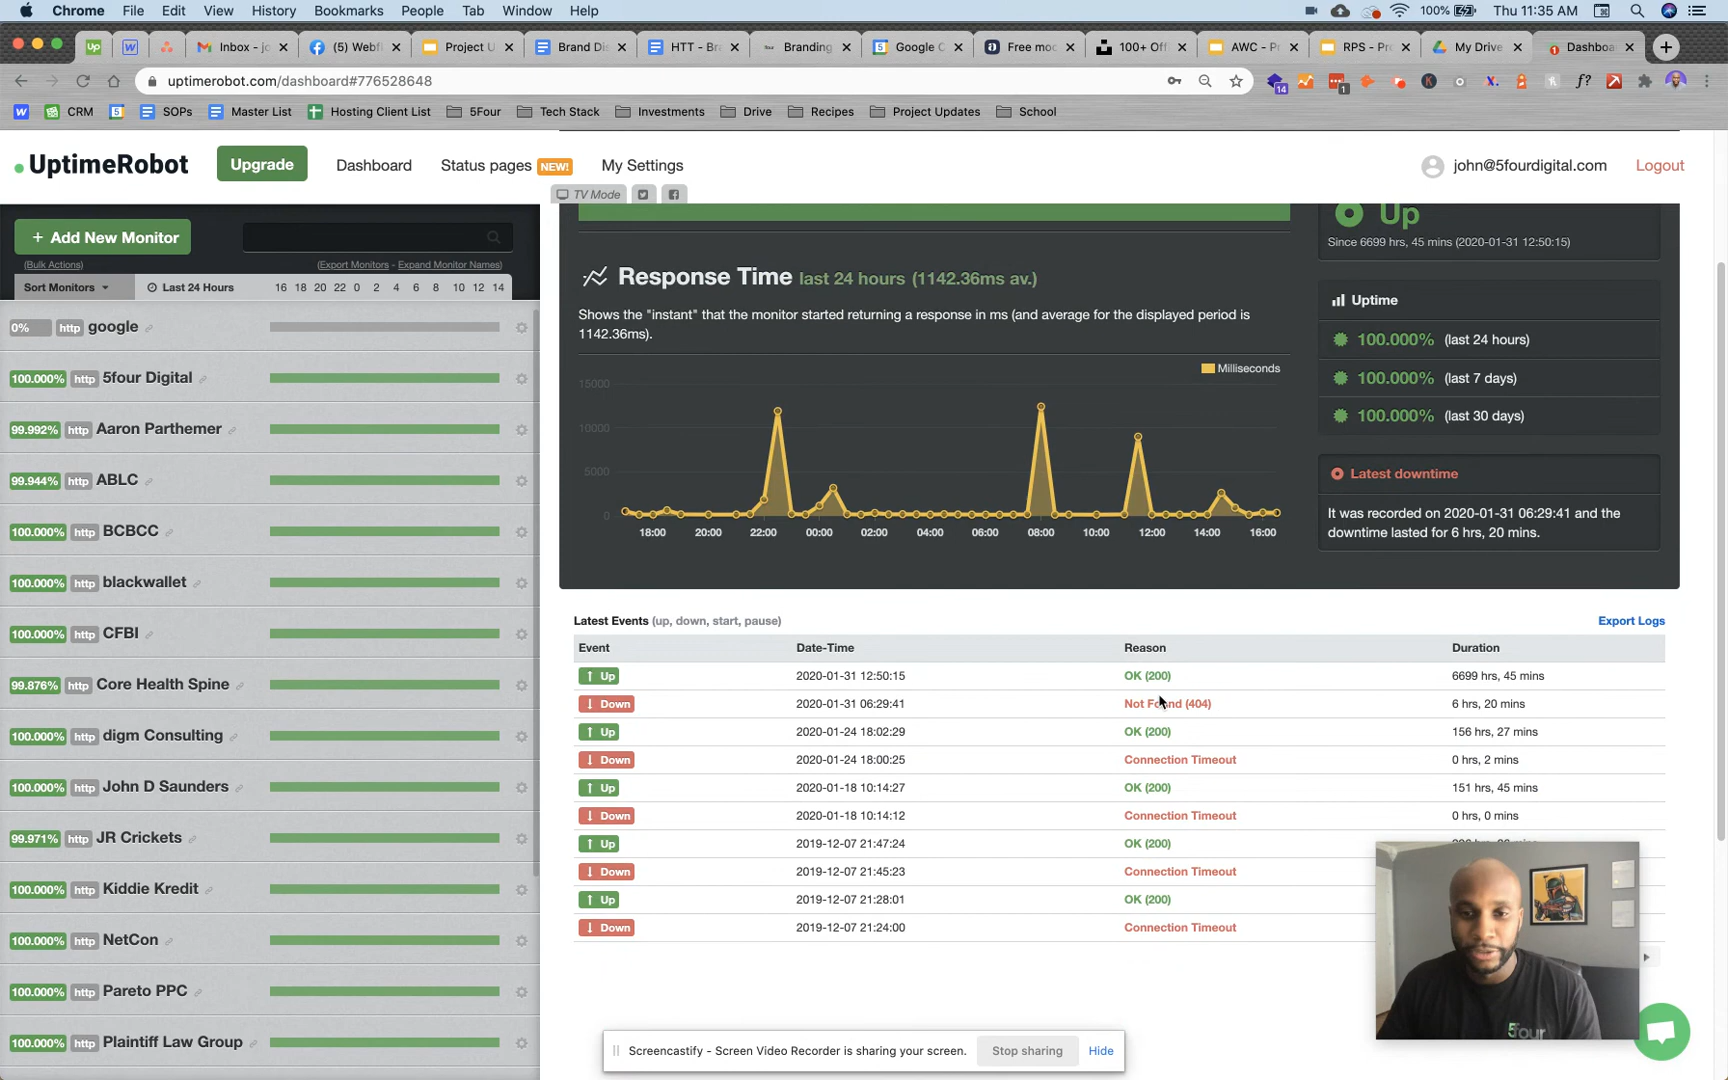 Chrome File Edit View History Bookmarks People Tab Window Help 100% Thu 11:35 AM
Inbox - jo (5) Webfl Project U Brand Di HTT - Br Branding Google C Free moc 100+ Off AWC - Pr RPS - Pr My Drive Dashboa
uptimerobot.com/dashboard#776528648
CRM SOPs Master List Hosting Client List 5Four Tech Stack Investments Drive Recipes Project Updates School
UptimeRobot Upgrade Dashboard Status pages NEW! My Settings john@5fourdigital.com Logout
TV Mode
+ Add New Monitor
(Bulk Actions) (Export Monitors - Expand Monitor Names)
Sort Monitors Last 24 Hours 16 18 20 22 0 2 4 6 8 10 12 14
0% http google
100.000% http 5four Digital
99.992% http Aaron Parthemer
99.944% http ABLC
100.000% http BCBCC
100.000% http blackwallet
100.000% http CFBI
99.876% http Core Health Spine
100.000% http digm Consulting
100.000% http John D Saunders
99.971% http JR Crickets
100.000% http Kiddie Kredit
100.000% http NetCon
100.000% http Pareto PPC
100.000% http Plaintiff Law Group
Response Time last 24 hours (1142.36ms av.)
Shows the "instant" that the monitor started returning a response in ms (and average for the displayed period is
1142.36ms).
Milliseconds
15000
10000
5000
0
18:00 20:00 22:00 00:00 02:00 04:00 06:00 08:00 10:00 12:00 14:00 16:00
Up
Since 6699 hrs, 45 mins (2020-01-31 12:50:15)
Uptime
100.000% (last 24 hours)
100.000% (last 7 days)
100.000% (last 30 days)
Latest downtime
It was recorded on 2020-01-31 06:29:41 and the
downtime lasted for 6 hrs, 20 mins.
Latest Events (up, down, start, pause) Export Logs
Event Date-Time Reason Duration
Up 2020-01-31 12:50:15 OK (200) 6699 hrs, 45 mins
Down 2020-01-31 06:29:41 Not Found (404) 6 hrs, 20 mins
Up 2020-01-24 18:02:29 OK (200) 156 hrs, 27 mins
Down 2020-01-24 18:00:25 Connection Timeout 0 hrs, 2 mins
Up 2020-01-18 10:14:27 OK (200) 151 hrs, 45 mins
Down 2020-01-18 10:14:12 Connection Timeout 0 hrs, 0 mins
Up 2019-12-07 21:47:24 OK (200)
Down 2019-12-07 21:45:23 Connection Timeout
Up 2019-12-07 21:28:01 OK (200)
Down 2019-12-07 21:24:00 Connection Timeout
5four
Screencastify - Screen Video Recorder is sharing your screen. Stop sharing Hide